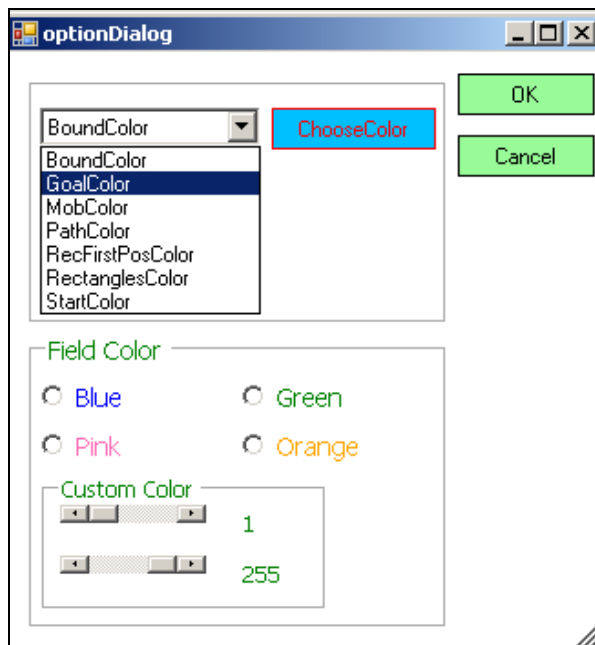 optionDialog
OK
BoundColor
ChooseColor
Cancel
BoundColor
GoalColor
MobColor
PathColor
RecFirstPosColor
RectanglesColor
StartColor
Field Color
Blue
Green
Pink
Orange
Custom Color
1
255